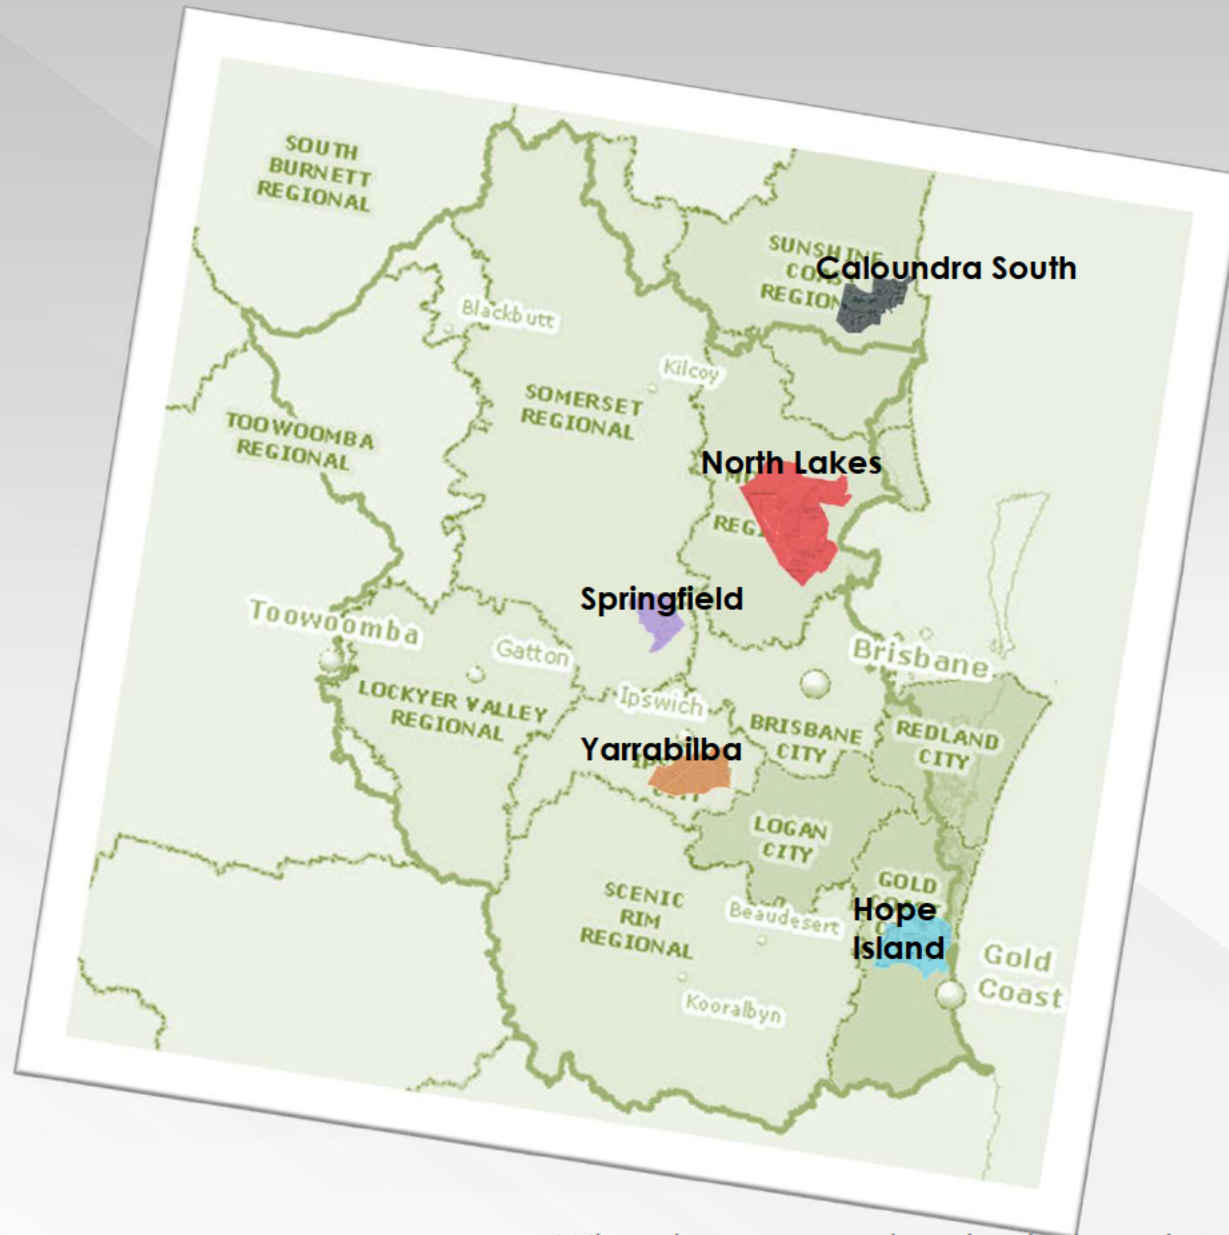 SOUTH
BURNETT
REGIONAL
SUNSHINE
REGION
Caloundra South
Blackbutt
Kilcoy
SOMERSET
REGIONAL
TOOWOOMBA
REGIONAL
North Lakes
REG
Springfield
Toowoomba
Gatton
Brisbane
LOCKYER VALLEY
REGIONAL
Ipswich
BRISBANE
CITY
REDLAND
CITY
Yarrabilba
LOGAN
CITY
SCENIC
RIM
REGIONAL
Beaudesert
GOLD
Hope
Island
Gold
Coast
Kooralbyn